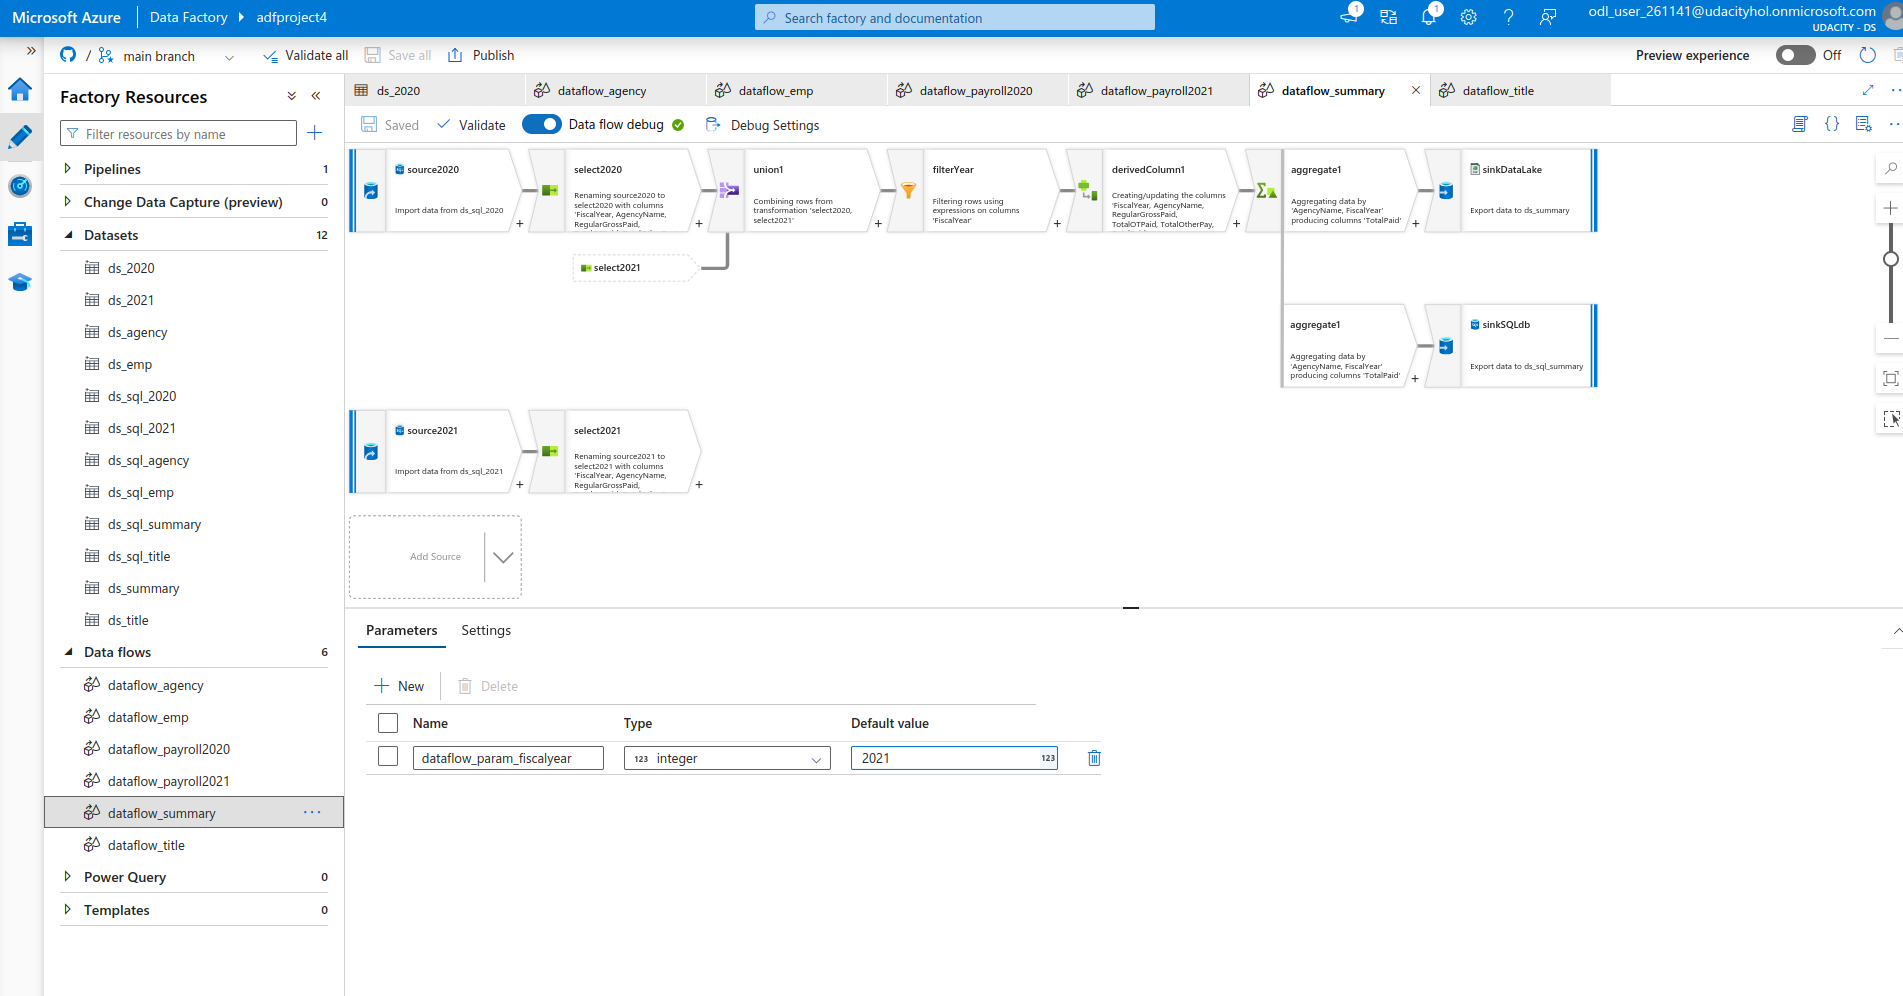 Microsoft Azure
Data Factory
adfproject4
Search factory and documentation
1
1
odl_user_261141@udacityhol.onmicrosoft.com
UDACITY - DS
/
main branch
Validate all
Save all
Publish
Preview experience
Off
Factory Resources
Filter resources by name
Pipelines 1
Change Data Capture (preview) 0
Datasets 12
ds_2020
ds_2021
ds_agency
ds_emp
ds_sql_2020
ds_sql_2021
ds_sql_agency
ds_sql_emp
ds_sql_summary
ds_sql_title
ds_summary
ds_title
Data flows 6
dataflow_agency
dataflow_emp
dataflow_payroll2020
dataflow_payroll2021
dataflow_summary
dataflow_title
Power Query 0
Templates 0
ds_2020
dataflow_agency
dataflow_emp
dataflow_payroll2020
dataflow_payroll2021
dataflow_summary
dataflow_title
Saved
Validate
Data flow debug
Debug Settings
source2020
Import data from ds_sql_2020
select2020
Renaming source2020 to
select2020 with columns
'FiscalYear, AgencyName,
RegularGrossPaid,
union1
Combining rows from
transformation 'select2020,
select2021'
filterYear
Filtering rows using
expressions on columns
'FiscalYear'
derivedColumn1
Creating/updating the columns
'FiscalYear, AgencyName,
RegularGrossPaid,
TotalOTPaid, TotalOtherPay,
aggregate1
Aggregating data by
'AgencyName, FiscalYear'
producing columns 'TotalPaid'
sinkDataLake
Export data to ds_summary
select2021
aggregate1
Aggregating data by
'AgencyName, FiscalYear'
producing columns 'TotalPaid'
sinkSQLdb
Export data to ds_sql_summary
source2021
Import data from ds_sql_2021
select2021
Renaming source2021 to
select2021 with columns
'FiscalYear, AgencyName,
RegularGrossPaid,
Add Source
Parameters
Settings
New
Delete
Name
Type
Default value
dataflow_param_fiscalyear
123 integer
2021
123